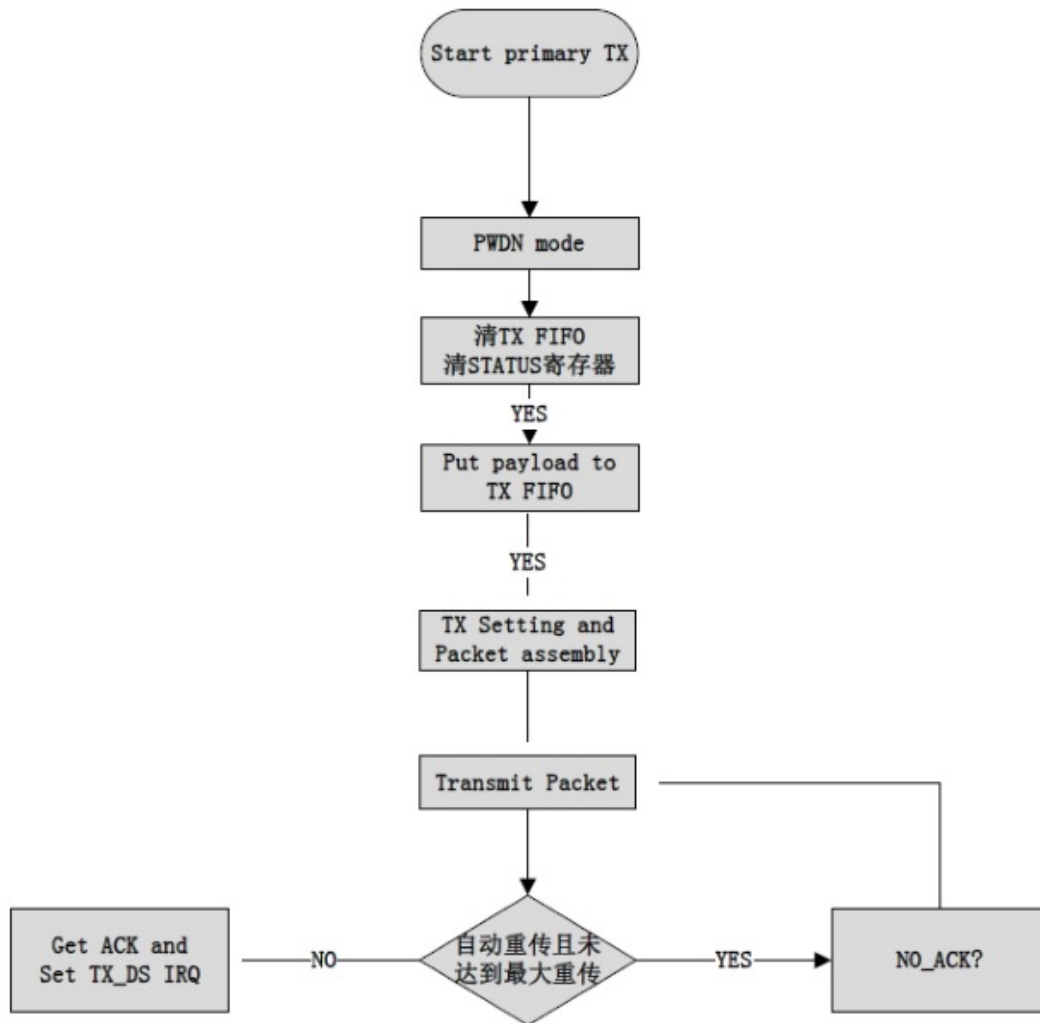 Start primary TX
PWDN mode
清TX FIFO
清STATUS寄存器
YES
Put payload to
TX FIFO
YES
TX Setting and
Packet assembly
Transmit Packet
Get ACK and
Set TX_DS IRQ
NO
自动重传且未
达到最大重传
YES
NO_ACK?